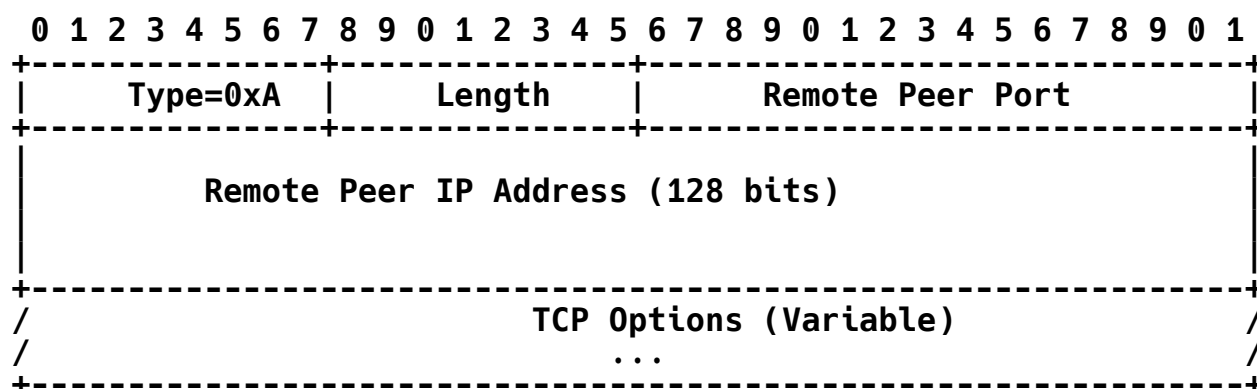 0 1 2 3 4 5 6 7 8 9 0 1 2 3 4 5 6 7 8 9 0 1 2 3 4 5 6 7 8 9 0 1
Type=0xA | Length | Remote Peer Port
Remote Peer IP Address (128 bits)
/ TCP Options (Variable) /
/ ... /